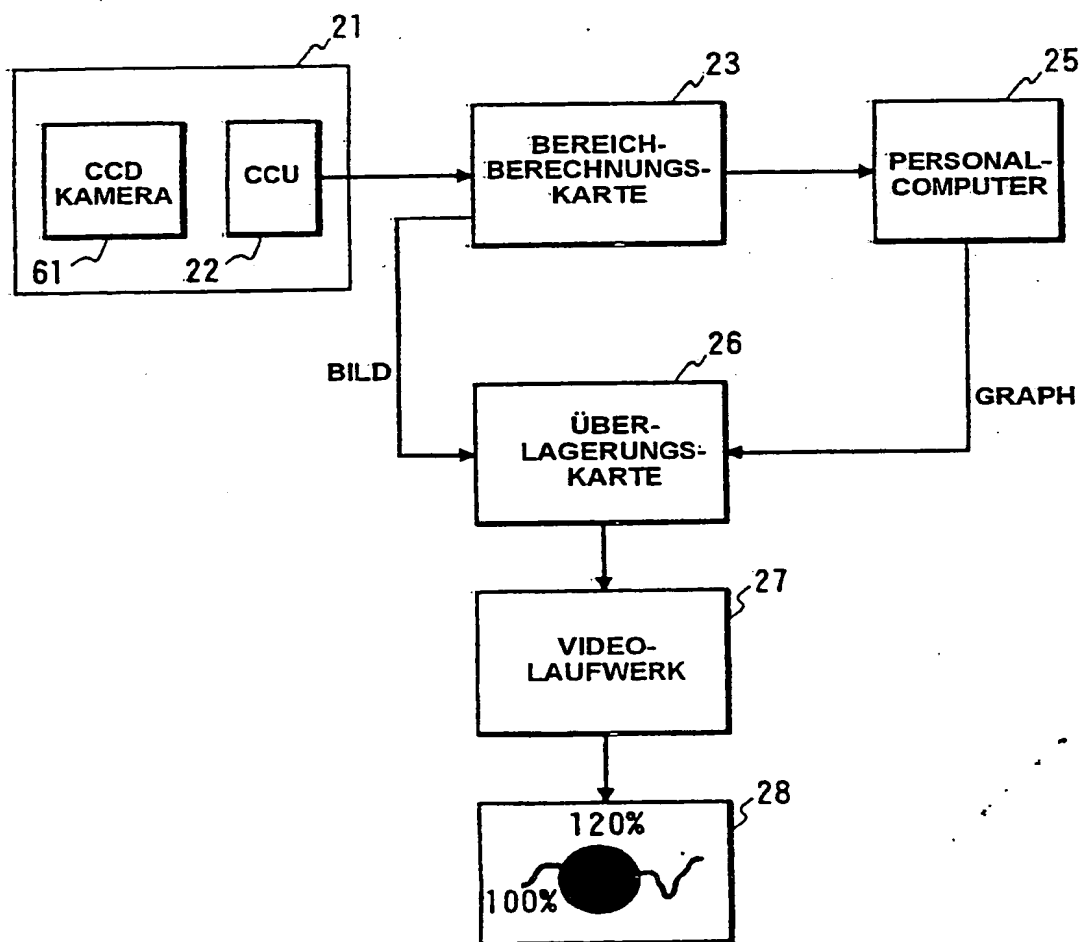 21
CCD
KAMERA
61
CCU
22
23
BEREICH-
BERECHNUNGS-
KARTE
25
PERSONAL-
COMPUTER
BILD
GRAPH
26
ÜBER-
LAGERUNGS-
KARTE
27
VIDEO-
LAUFWERK
28
120%
100%